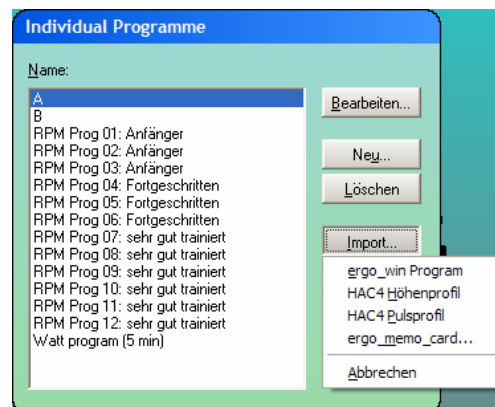 Individual Programme
Name:
A
B
RPM Prog 01: Anfänger
RPM Prog 02: Anfänger
RPM Prog 03: Anfänger
RPM Prog 04: Fortgeschritten
RPM Prog 05: Fortgeschritten
RPM Prog 06: Fortgeschritten
RPM Prog 07: sehr gut trainiert
RPM Prog 08: sehr gut trainiert
RPM Prog 09: sehr gut trainiert
RPM Prog 10: sehr gut trainiert
RPM Prog 11: sehr gut trainiert
RPM Prog 12: sehr gut trainiert
Watt program (5 min)
Bearbeiten...
Neu...
Löschen
Import...
ergo_win Program
HAC4 Höhenprofil
HAC4 Pulsprofil
ergo_memo_card...
Abbrechen